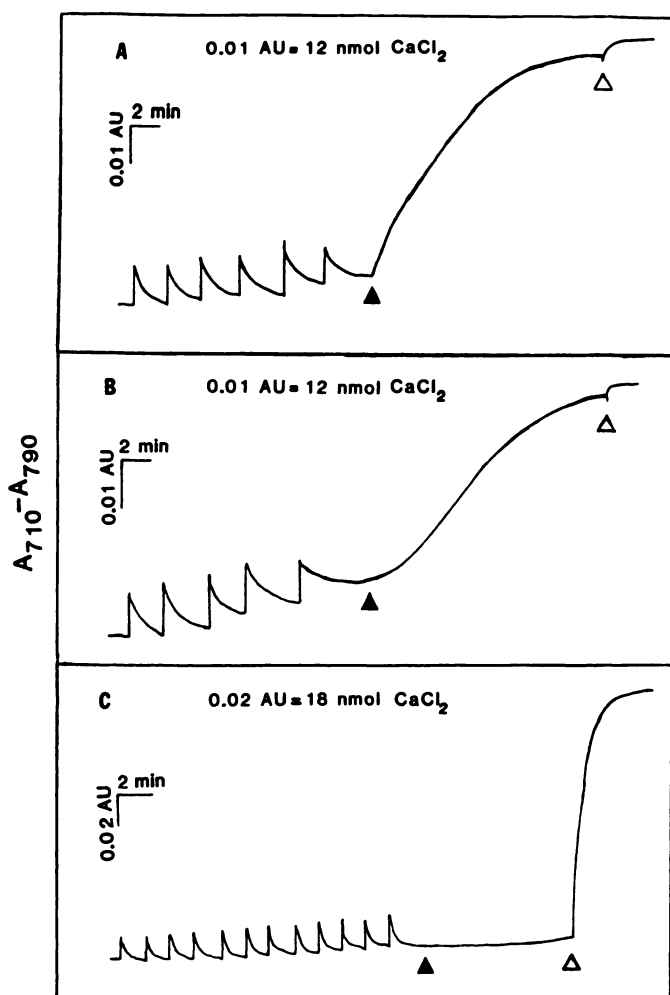 A 0.01 AU = 12 nmol CaCl₂
2 min
0.01 AU
B 0.01 AU = 12 nmol CaCl₂
2 min
0.01 AU
A₇₁₀-A₇₉₀
C 0.02 AU = 18 nmol CaCl₂
2 min
0.02 AU